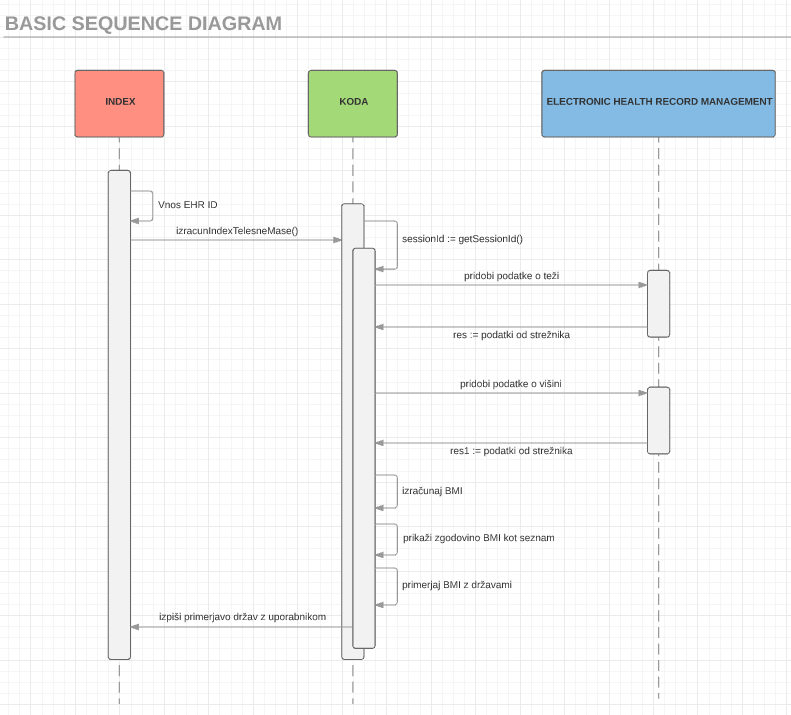 BASIC SEQUENCE DIAGRAM
INDEX
KODA
ELECTRONIC HEALTH RECORD MANAGEMENT
Vnos EHR ID
izracunIndexTelesneMase()
sessionId := getSessionId()
pridobi podatke o teži
res := podatki od strežnika
pridobi podatke o višini
res1 := podatki od strežnika
izračunaj BMI
prikaži zgodovino BMI kot seznam
primerjaj BMI z državami
izpiši primerjavo držav z uporabnikom